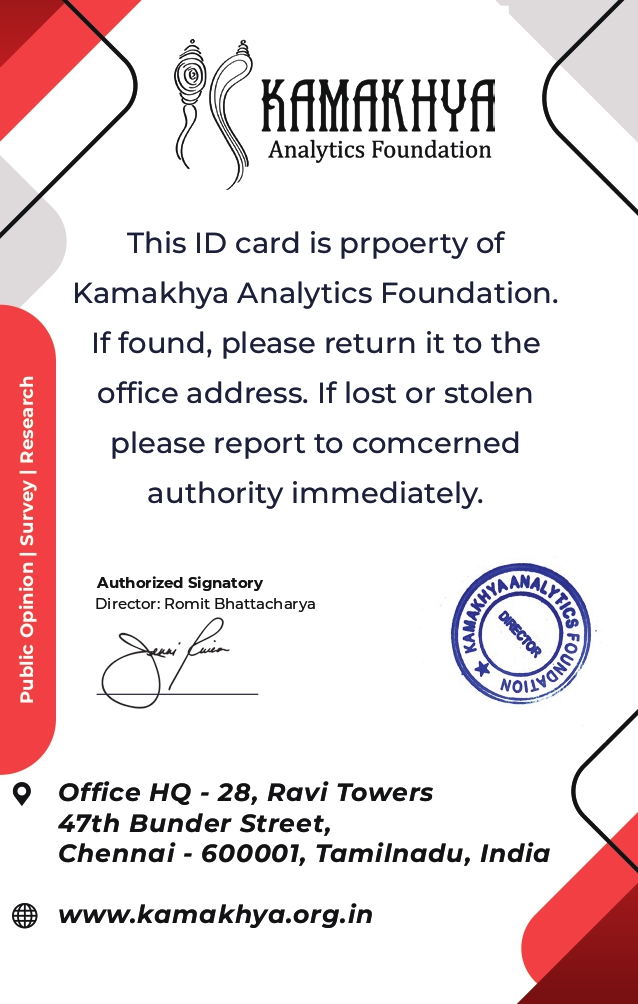 KAMAKHYA
Analytics Foundation
This ID card is prpoerty of
Kamakhya Analytics Foundation.
If found, please return it to the
office address. If lost or stolen
please report to comcerned
authority immediately.
Public Opinion | Survey | Research
Authorized Signatory
Director: Romit Bhattacharya
KAMAKHYA ANALYTICS FOUNDATION
DIRECTOR
Office HQ - 28, Ravi Towers
47th Bunder Street,
Chennai - 600001, Tamilnadu, India
www.kamakhya.org.in